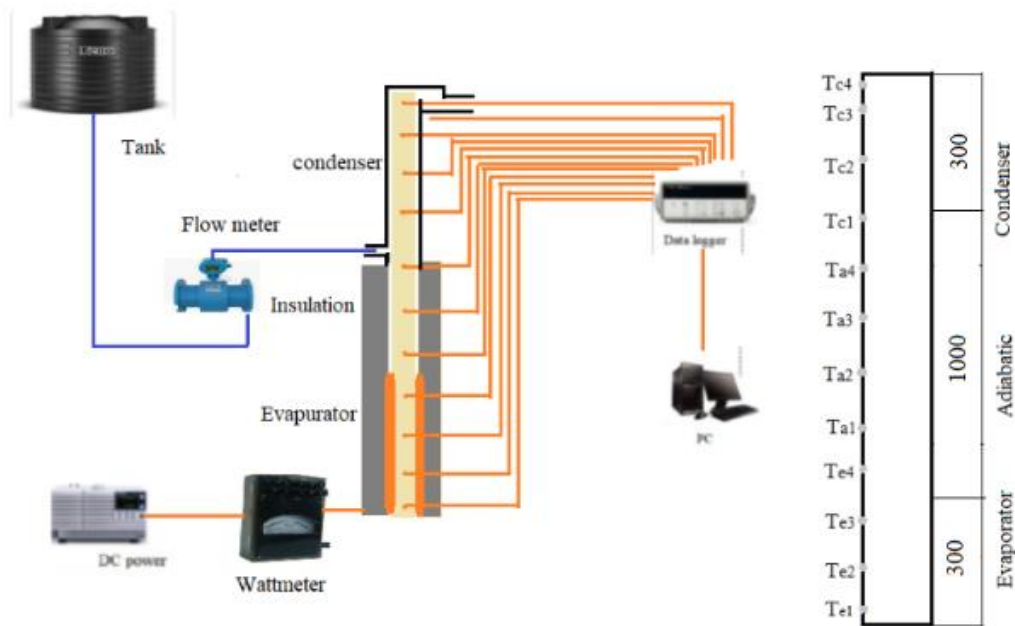 Tank
condenser
Flow meter
Insulation
Evapurator
DC power
Wattmeter
Data logger
PC
Tc4
Tc3
Tc2
Tc1
Ta4
Ta3
Ta2
Ta1
Te4
Te3
Te2
Te1
300
1000
300
Condenser
Adiabatic
Evaporator